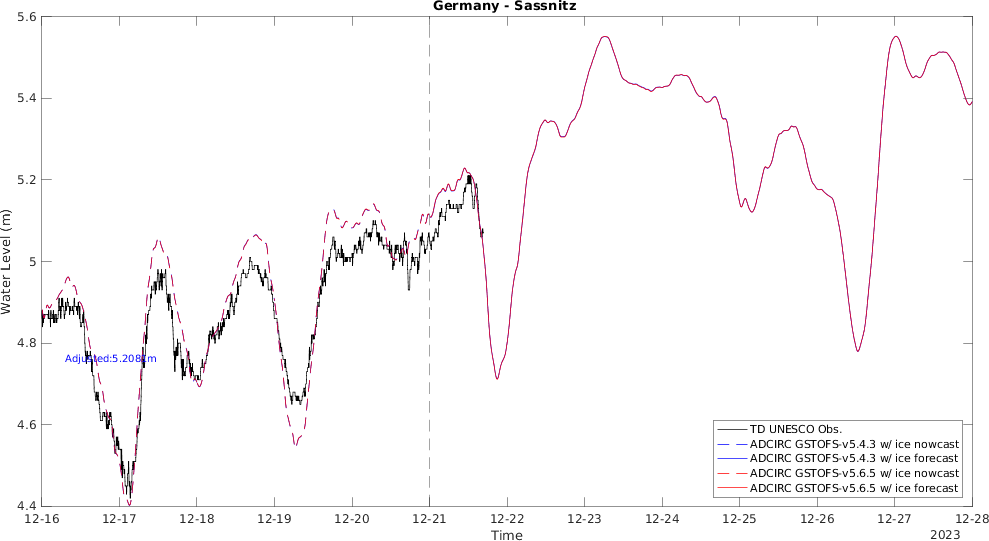 Germany - Sassnitz
5.6
5.4
5.2
5
4.8
4.6
4.4
Water Level (m)
TD UNESCO Obs.
ADCIRC GSTOFS-v5.4.3 w/ ice nowcast
ADCIRC GSTOFS-v5.4.3 w/ ice forecast
ADCIRC GSTOFS-v5.6.5 w/ ice nowcast
ADCIRC GSTOFS-v5.6.5 w/ ice forecast
12-16 12-17 12-18 12-19 12-20 12-21 12-22 12-23 12-24 12-25 12-26 12-27 12-28
Time
2023